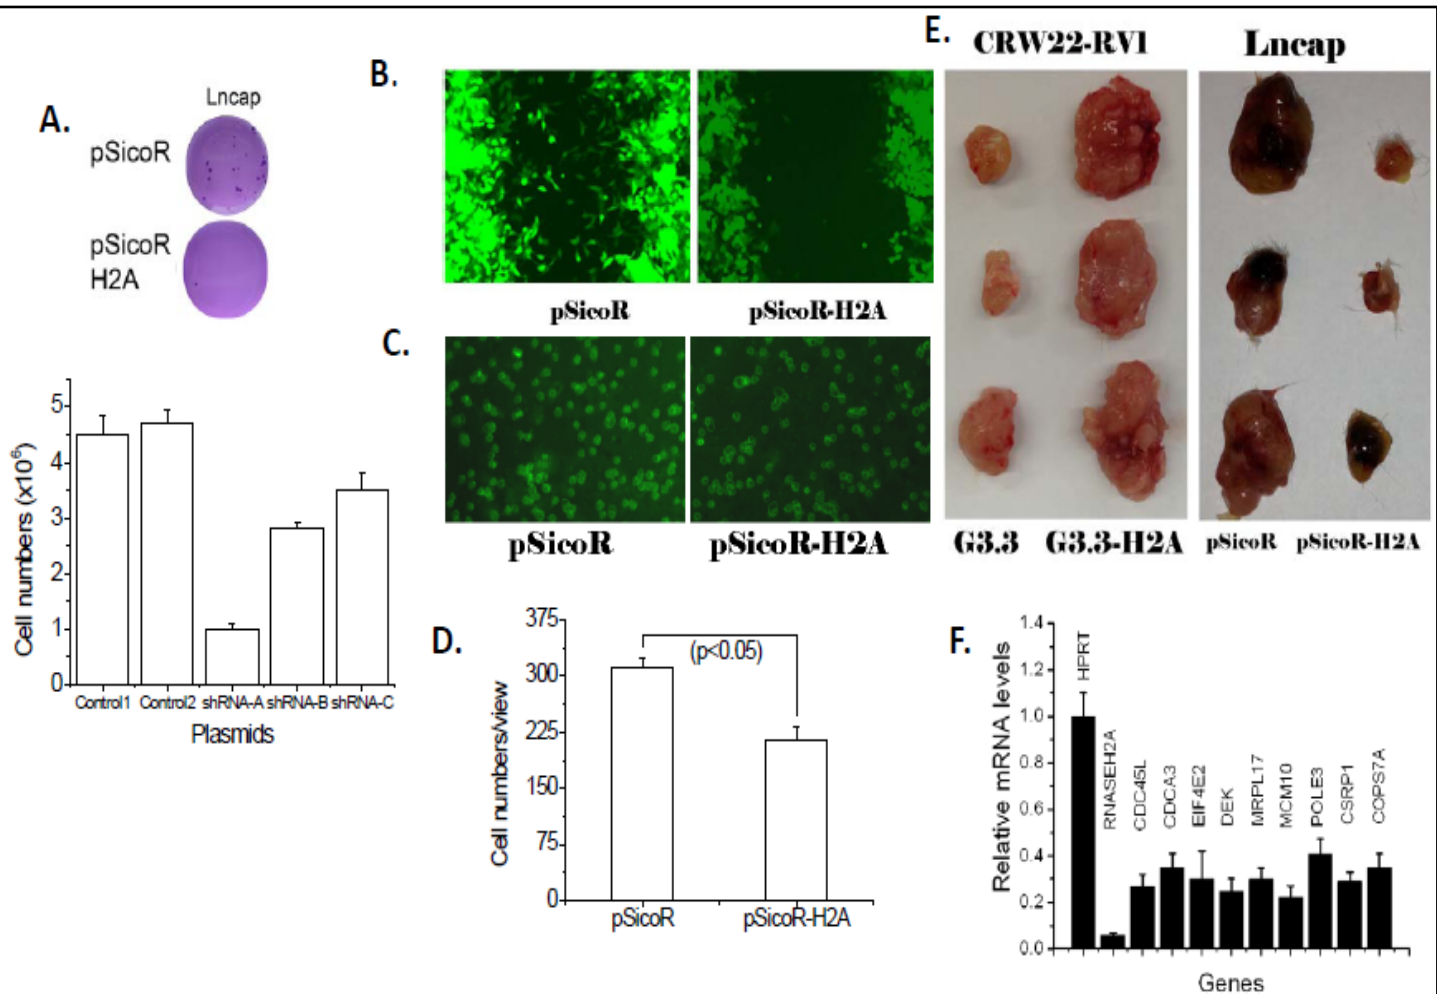 A.
Lncap
pSicoR
pSicoR
H2A
Cell numbers (x10⁶)
5
4
3
2
1
0
Control1 Control2 shRNA-A shRNA-B shRNA-C
Plasmids
B.
pSicoR pSicoR-H2A
C.
pSicoR pSicoR-H2A
D.
Cell numbers/view
375
300
225
150
75
0
(p<0.05)
pSicoR pSicoR-H2A
E.
CRW22-RV1 Lncap
G3.3 G3.3-H2A pSicoR pSicoR-H2A
F.
Relative mRNA levels
1.4
1.2
1.0
0.8
0.6
0.4
0.2
0.0
HPRT
RNASEH2A
CDC45L
CDCA3
EIF4E2
DEK
MRPL17
MCM10
POLE3
CSRP1
COPS7A
Genes